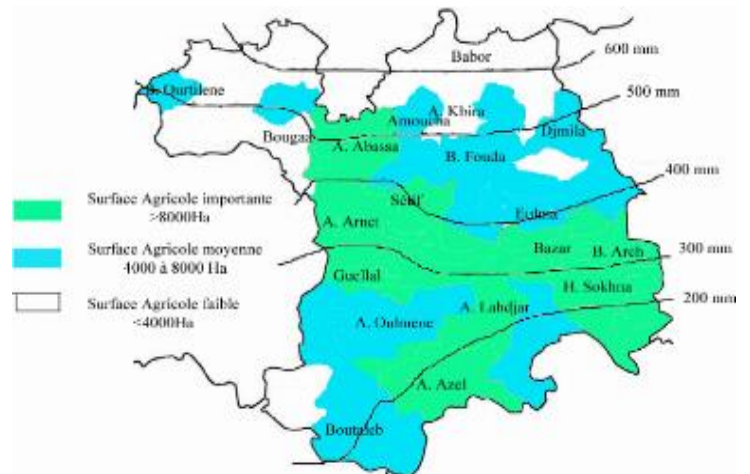 Babor
600 mm
B. Ourtilene
500 mm
A. Kbira
Amoucha
Djmila
Bougaa
A. Abassa
B. Fouda
400 mm
Surface Agricole importante
>8000Ha
Sétif
Eulma
A. Arnet
Surface Agricole moyenne
4000 à 8000 Ha
Bazar
B. Arch
300 mm
Guellal
H. Sokhna
Surface Agricole faible
<4000Ha
A. Lahdjar
200 mm
A. Oulmene
A. Azel
Boutaleb